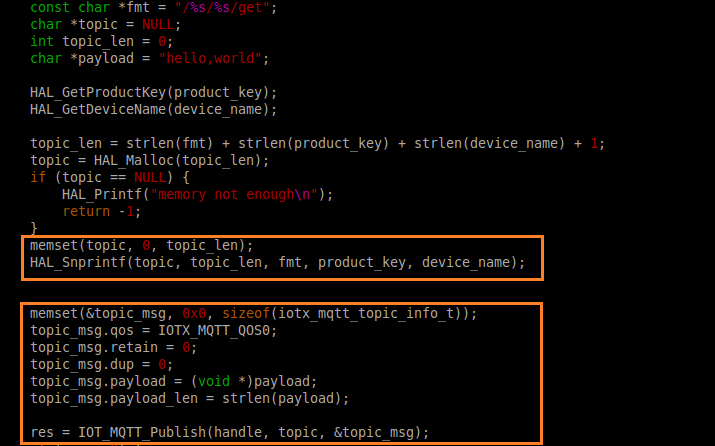 const char *fmt = "/%s/%s/get";
char *topic = NULL;
int topic_len = 0;
char *payload = "hello,world";
HAL_GetProductKey(product_key);
HAL_GetDeviceName(device_name);
topic_len = strlen(fmt) + strlen(product_key) + strlen(device_name) + 1;
topic = HAL_Malloc(topic_len);
if (topic == NULL) {
HAL_Printf("memory not enough\n");
return -1;
}
memset(topic, 0, topic_len);
HAL_Snprintf(topic, topic_len, fmt, product_key, device_name);
memset(&topic_msg, 0x0, sizeof(iotx_mqtt_topic_info_t));
topic_msg.qos = IOTX_MQTT_QOS0;
topic_msg.retain = 0;
topic_msg.dup = 0;
topic_msg.payload = (void *)payload;
topic_msg.payload_len = strlen(payload);
res = IOT_MQTT_Publish(handle, topic, &topic_msg);